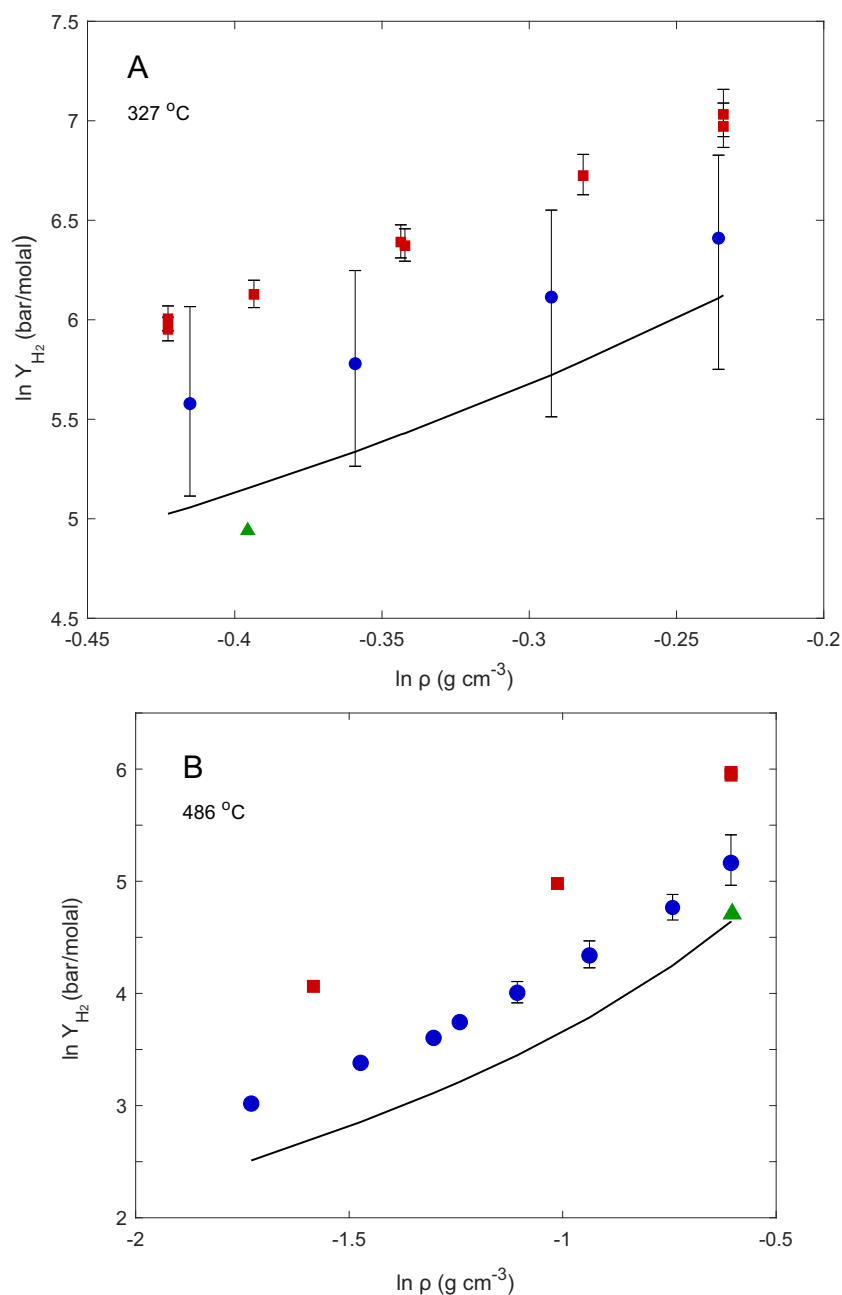 7.5
7
6.5
6
5.5
5
4.5
ln Y_H2 (bar/molal)
A
327 °C
-0.45
-0.4
-0.35
-0.3
-0.25
-0.2
ln ρ (g cm-3)
6
5
4
3
2
ln Y_H2 (bar/molal)
B
486 °C
-2
-1.5
-1
-0.5
ln ρ (g cm-3)